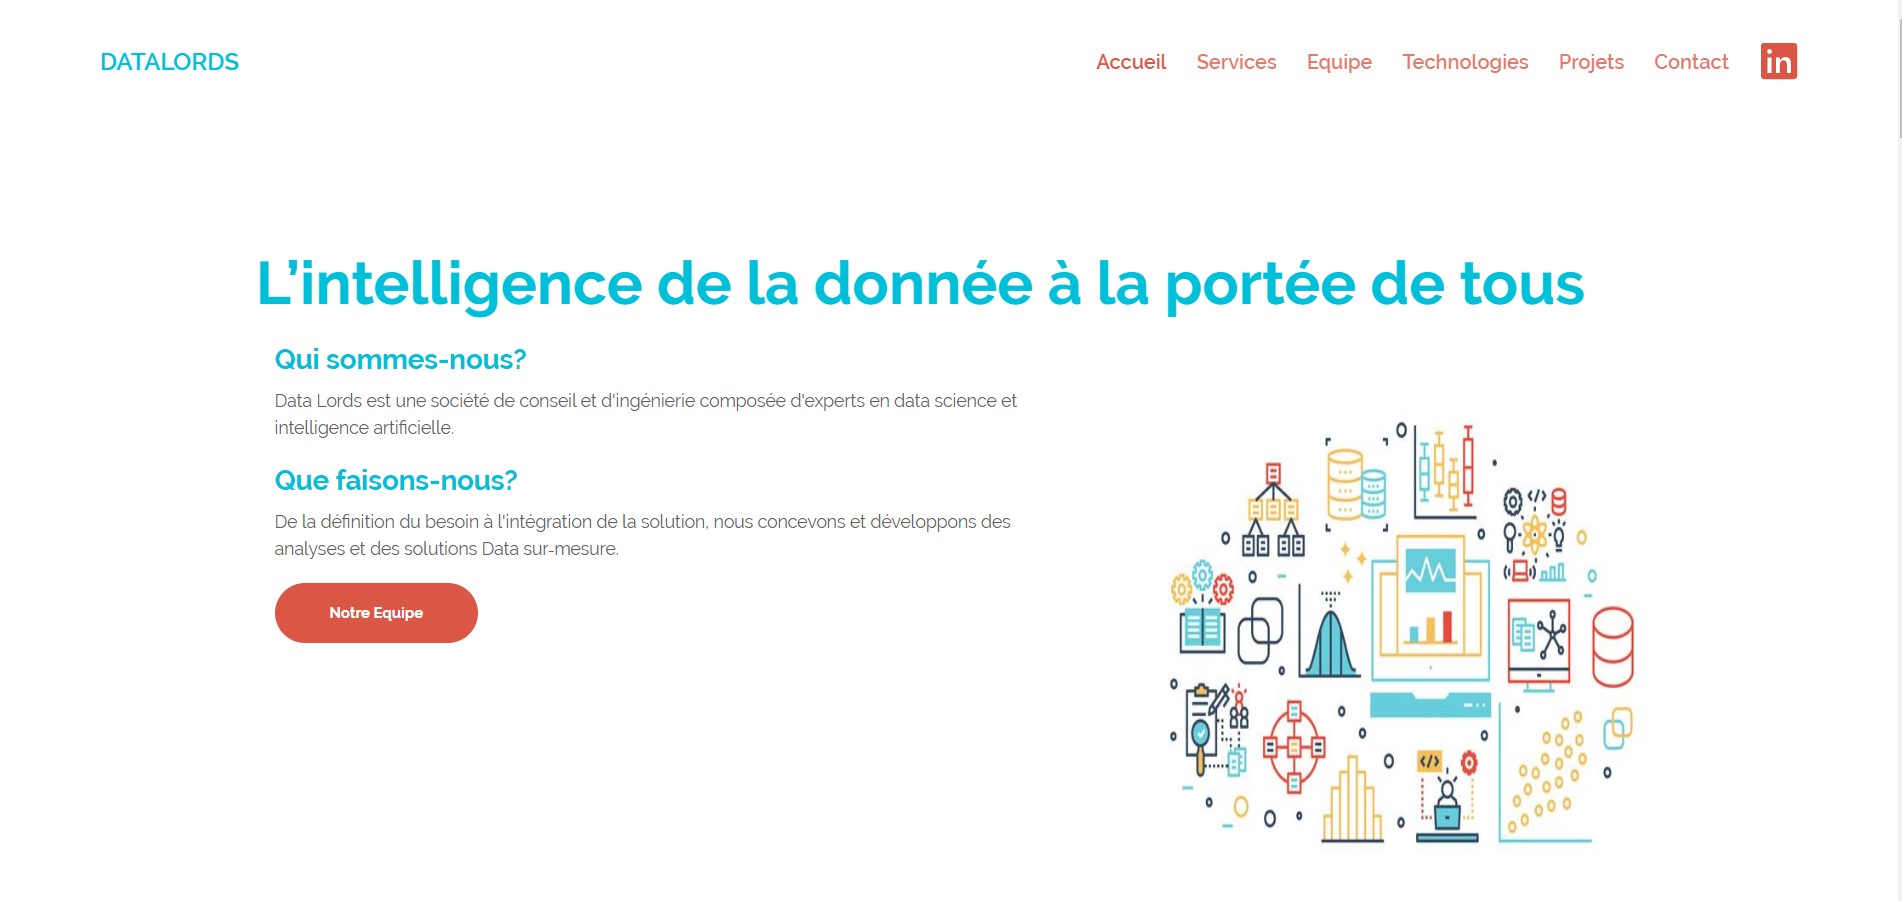 DATALORDS
Accueil Services Equipe Technologies Projets Contact in
L’intelligence de la donnée à la portée de tous
Qui sommes-nous?
Data Lords est une société de conseil et d'ingénierie composée d'experts en data science et
intelligence artificielle.
Que faisons-nous?
De la définition du besoin à l'intégration de la solution, nous concevons et développons des
analyses et des solutions Data sur-mesure.
Notre Equipe